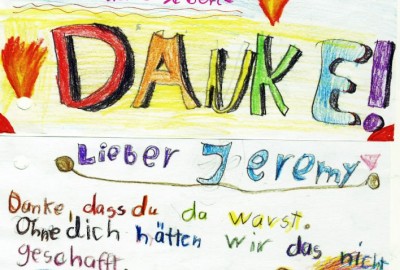 DANKE!
Lieber Jeremy
Danke, dass du da warst.
Ohne dich hätten wir das nicht
geschafft.